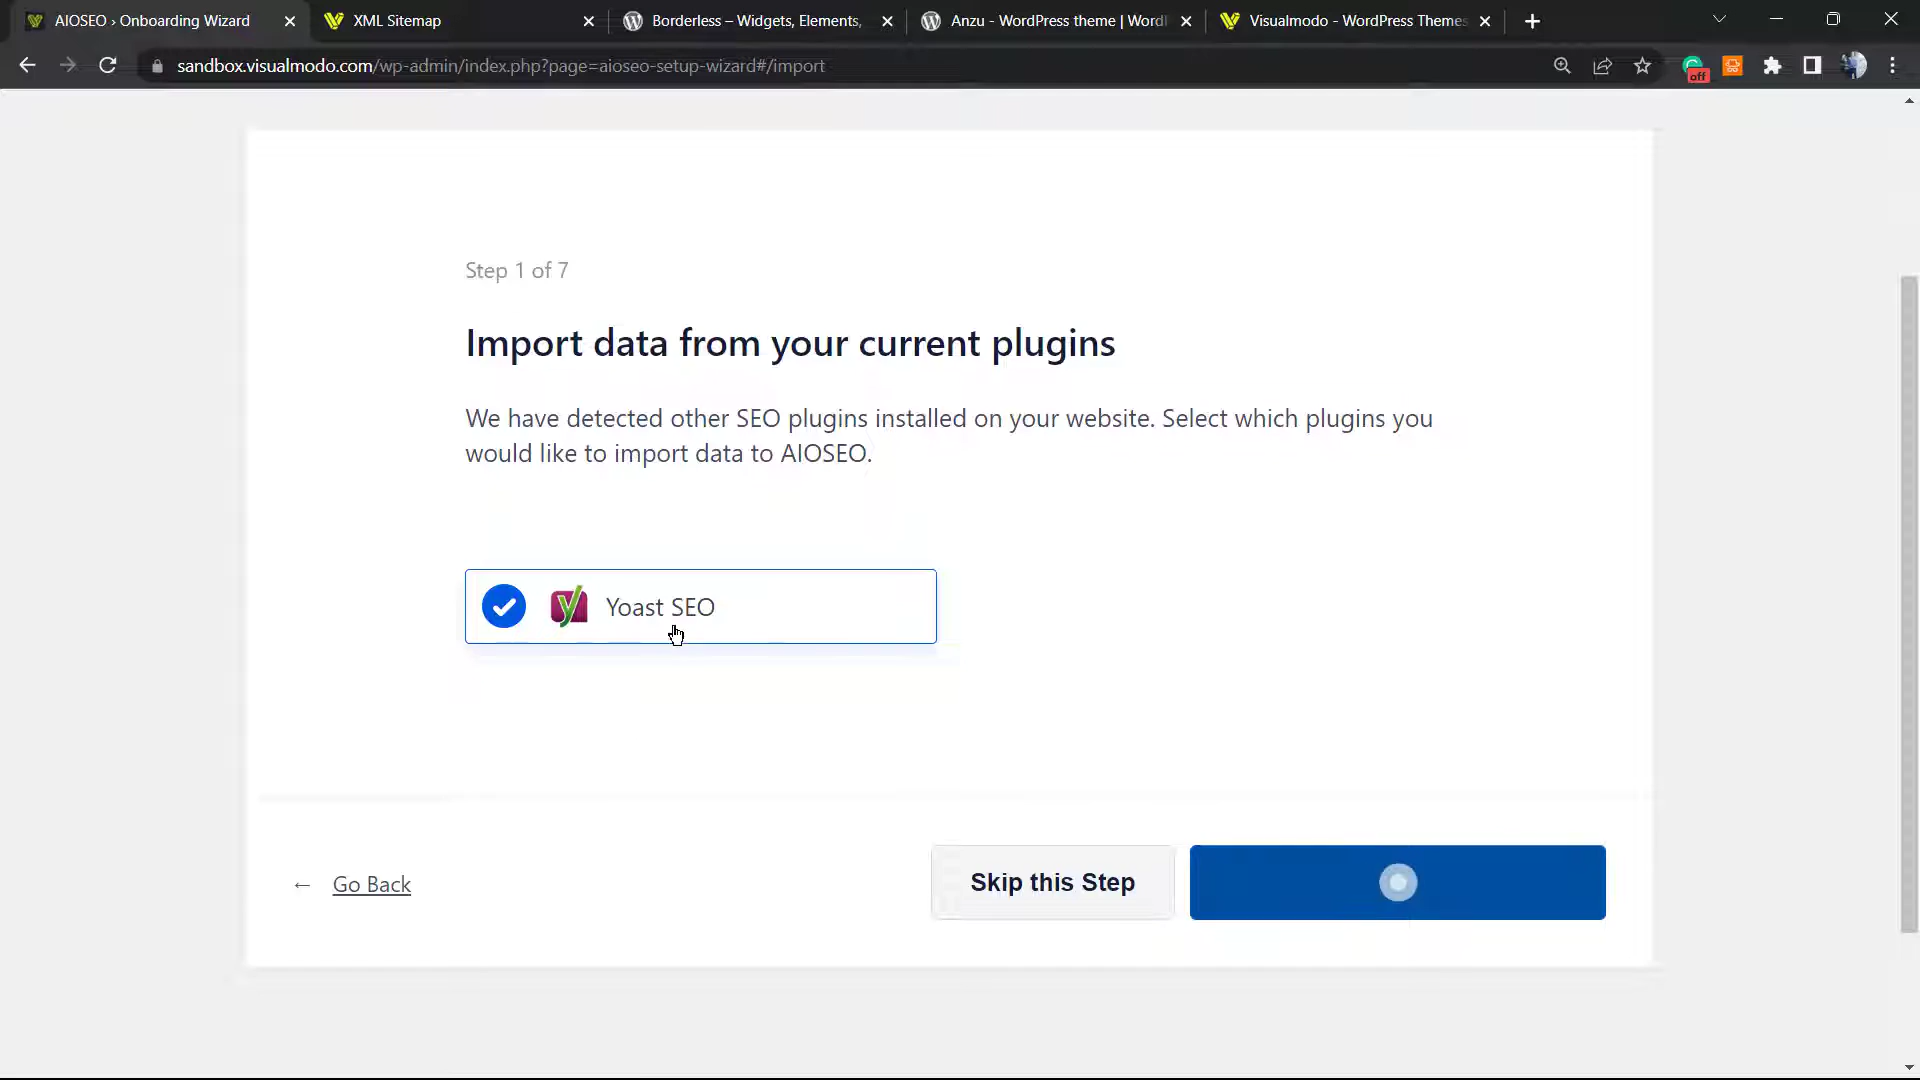 AIOSEO › Onboarding Wizard
XML Sitemap
Borderless – Widgets, Elements,
Anzu - WordPress theme | Word
Visualmodo - WordPress Themes
sandbox.visualmodo.com/wp-admin/index.php?page=aioseo-setup-wizard#/import
off
Step 1 of 7
Import data from your current plugins
We have detected other SEO plugins installed on your website. Select which plugins you
would like to import data to AIOSEO.
Yoast SEO
← Go Back
Skip this Step